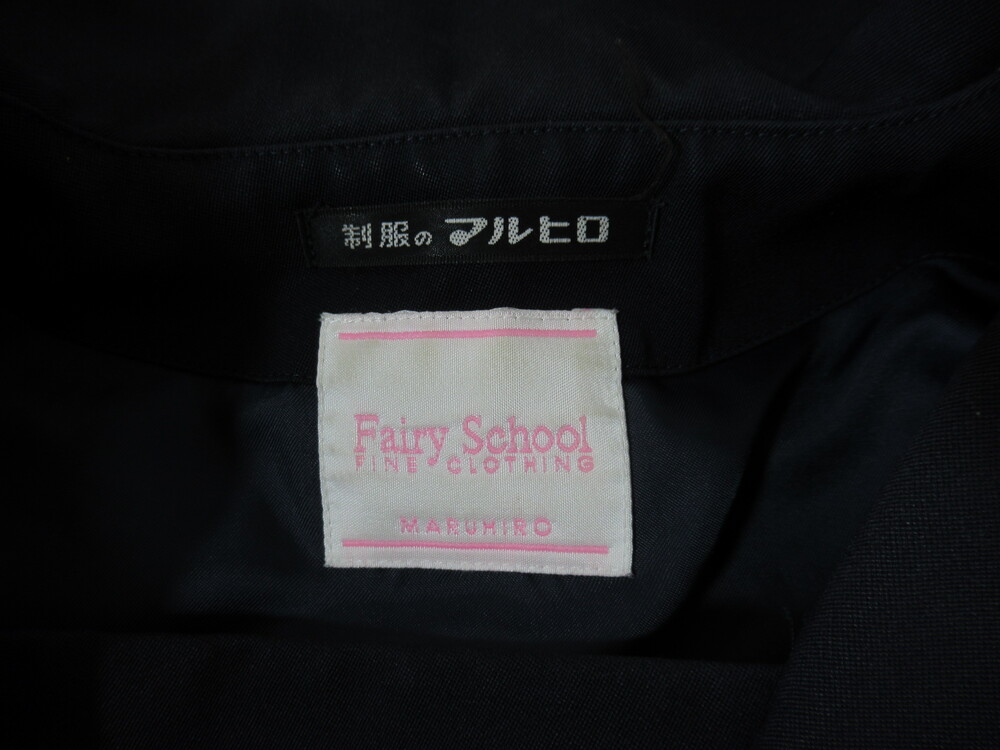 制服のマルヒロ
Fairy School
FINE CLOTHING
MARUHIRO